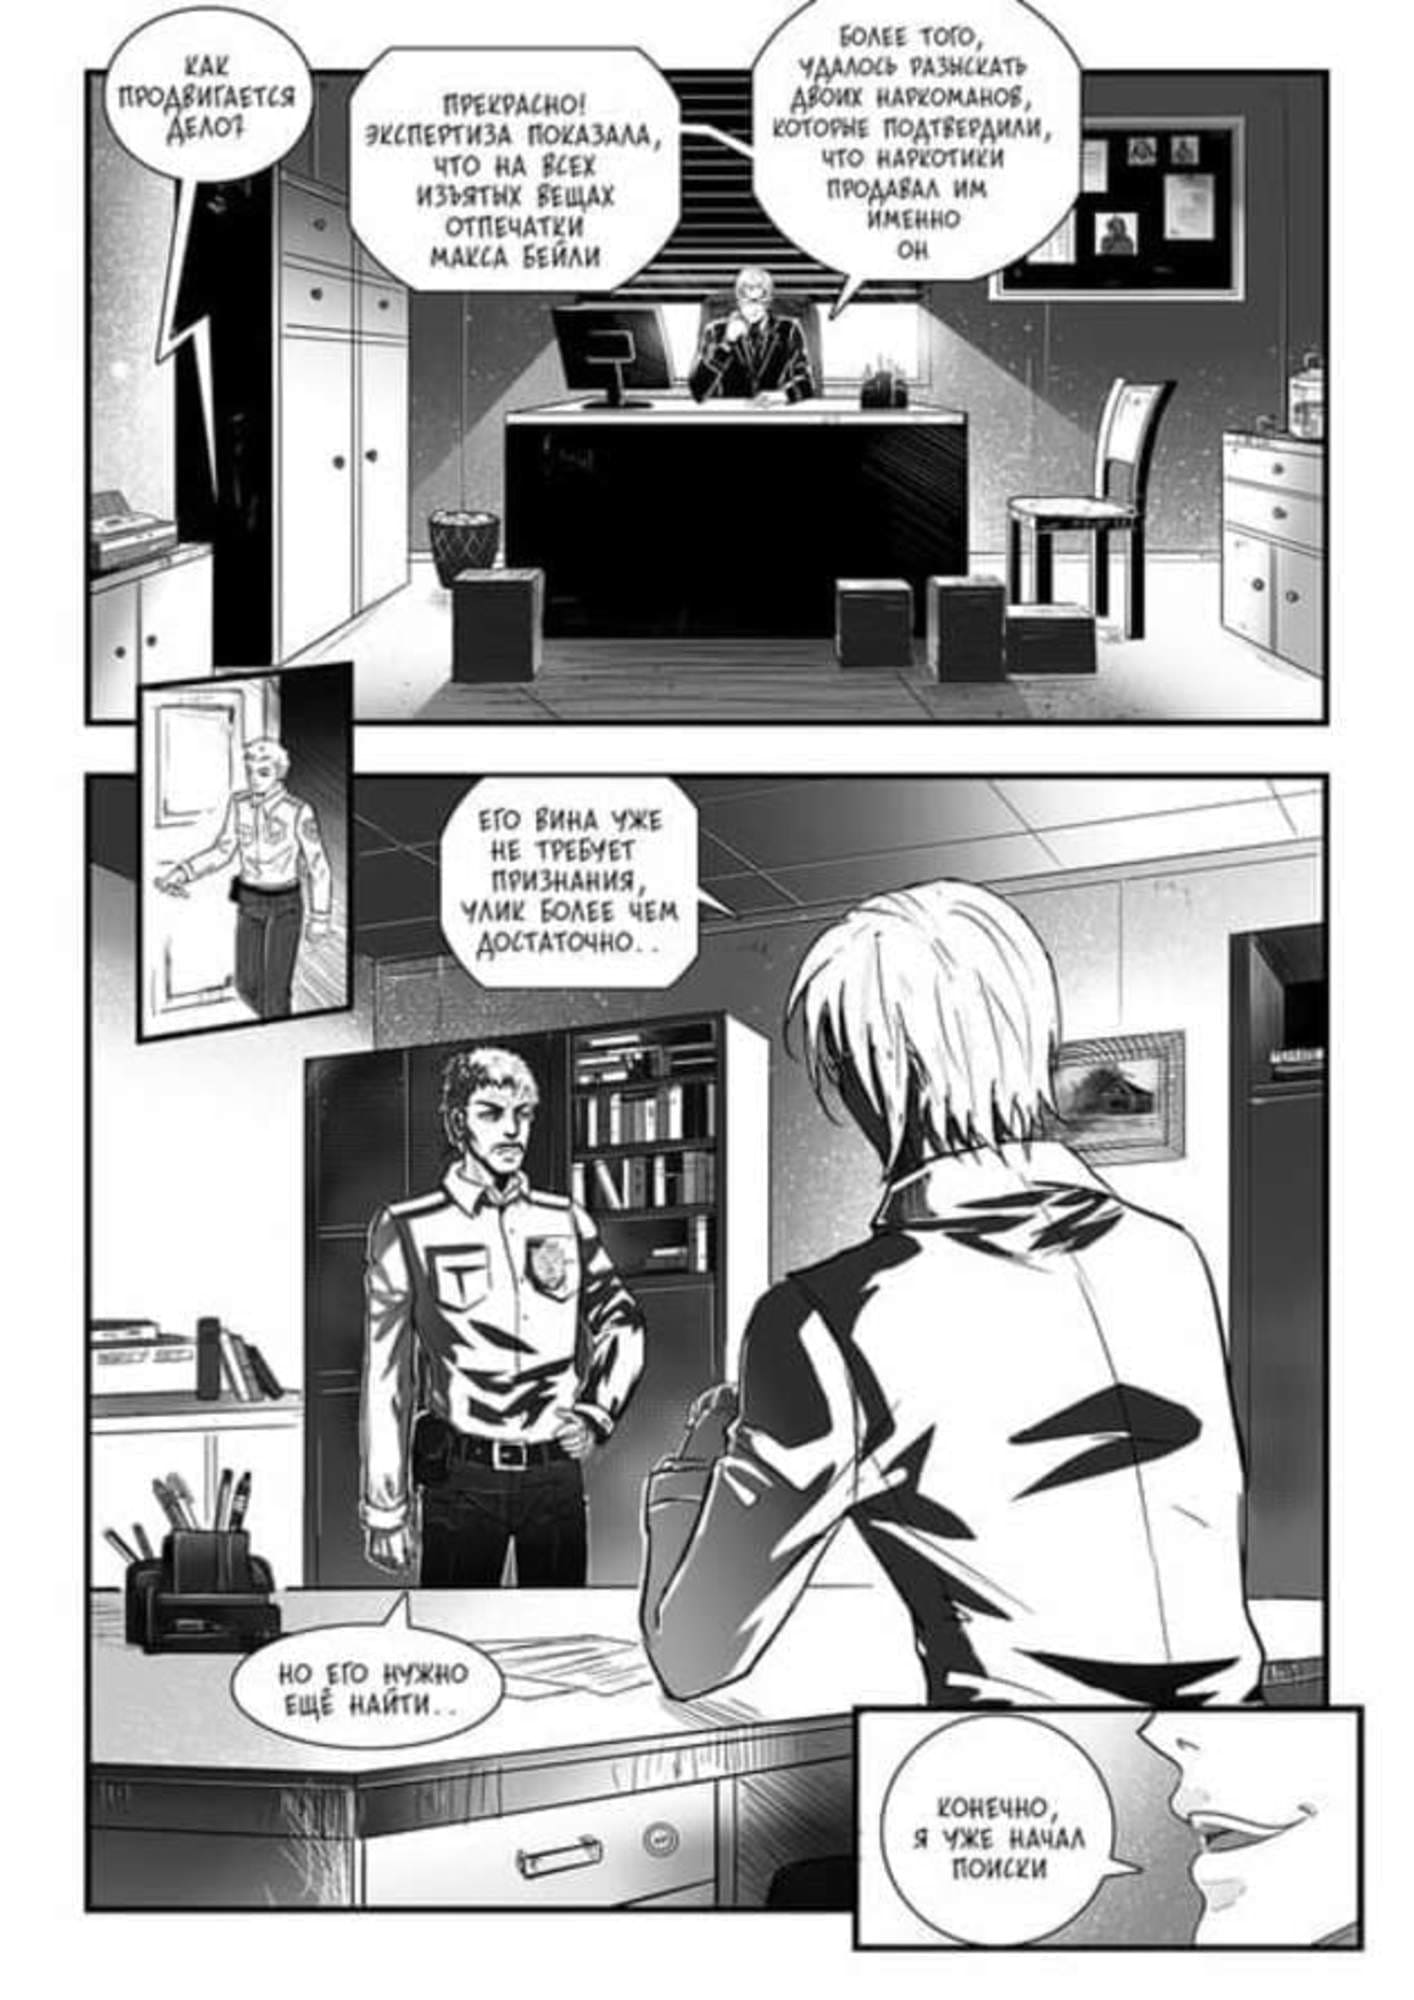 КАК
ПРОДВИГАЕТСЯ
ДЕЛО?
ПРЕКРАСНО!
ЭКСПЕРТИЗА ПОКАЗАЛА,
ЧТО НА ВСЕХ
ИЗЪЯТЫХ ВЕЩАХ
ОТПЕЧАТКИ
МАКСА БЕЙЛИ
БОЛЕЕ ТОГО,
УДАЛОСЬ РАЗЫСКАТЬ
ДВОИХ НАРКОМАНОВ,
КОТОРЫЕ ПОДТВЕРДИЛИ,
ЧТО НАРКОТИКИ
ПРОДАВАЛ ИМ
ИМЕННО
ОН
ЕГО ВИНА УЖЕ
НЕ ТРЕБУЕТ
ПРИЗНАНИЯ,
УЛИК БОЛЕЕ ЧЕМ
ДОСТАТОЧНО..
НО ЕГО НУЖНО
ЕЩЁ НАЙТИ..
КОНЕЧНО,
Я УЖЕ НАЧАЛ
ПОИСКИ